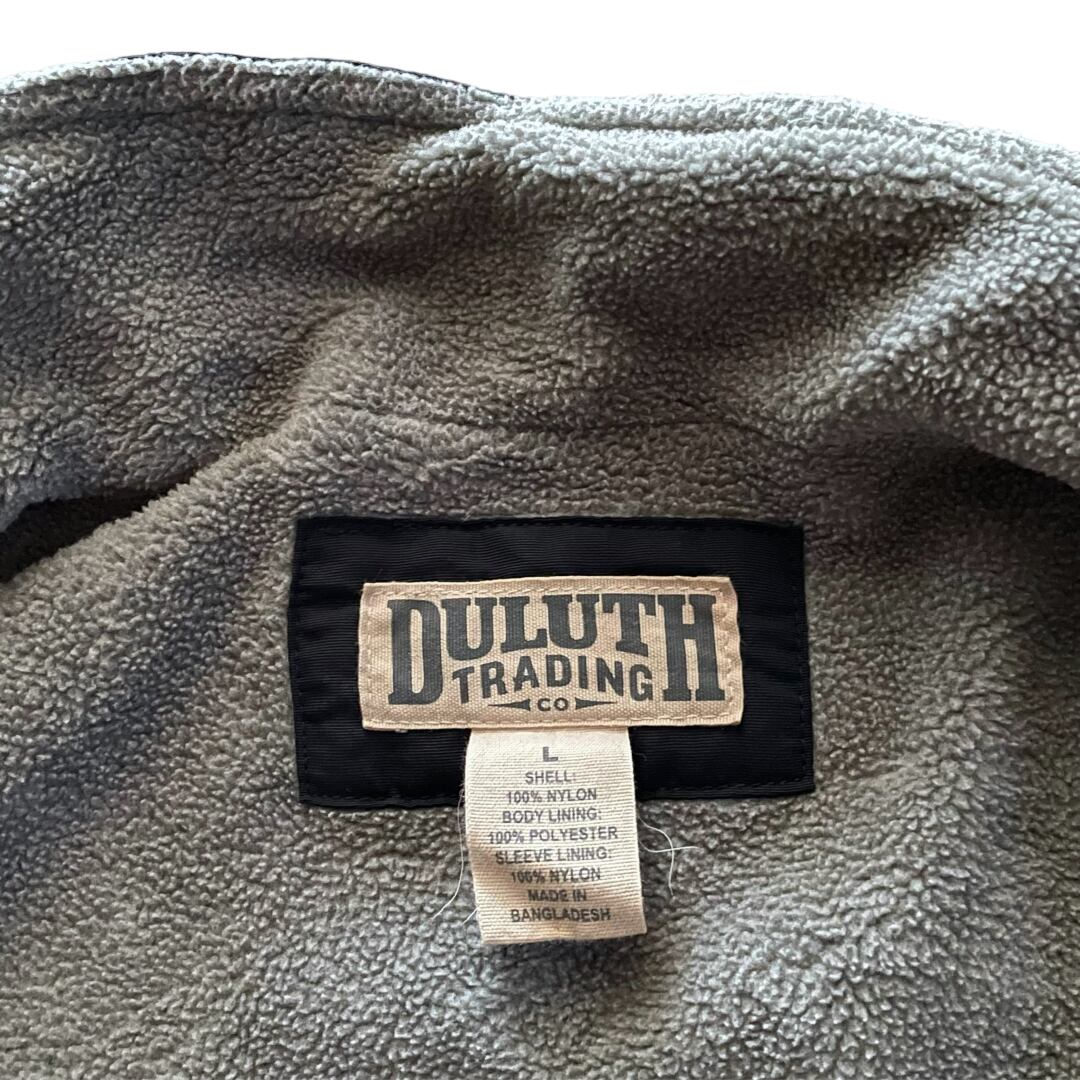 DULUTH
TRADING
CO
L
SHELL:
100% NYLON
BODY LINING:
100% POLYESTER
SLEEVE LINING:
100% NYLON
MADE IN
BANGLADESH